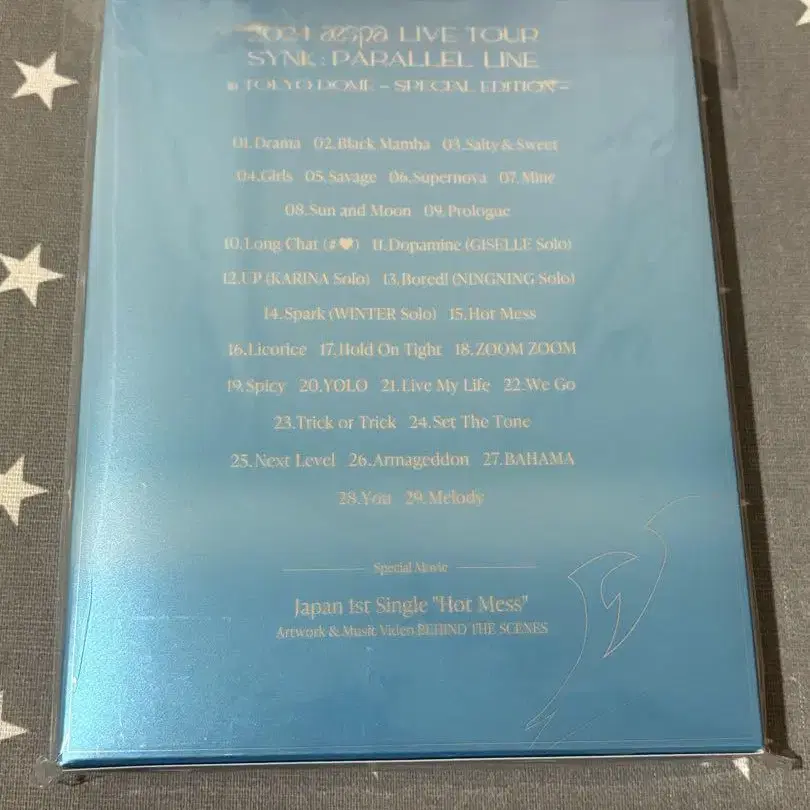 2024 aespa LIVE TOUR
SYNK : PARALLEL LINE
in TOKYO DOME - SPECIAL EDITION -
01.Drama 02.Black Mamba 03.Salty & Sweet
04.Girls 05.Savage 06.Supernova 07.Mine
08.Sun and Moon 09.Prologue
10.Long Chat (#♥) 11.Dopamine (GISELLE Solo)
12.UP (KARINA Solo) 13.Bored! (NINGNING Solo)
14.Spark (WINTER Solo) 15.Hot Mess
16.Licorice 17.Hold On Tight 18.ZOOM ZOOM
19.Spicy 20.YOLO 21.Live My Life 22.We Go
23.Trick or Trick 24.Set The Tone
25.Next Level 26.Armageddon 27.BAHAMA
28.You 29.Melody
Special Movie
Japan 1st Single "Hot Mess"
Artwork & Music Video BEHIND THE SCENES